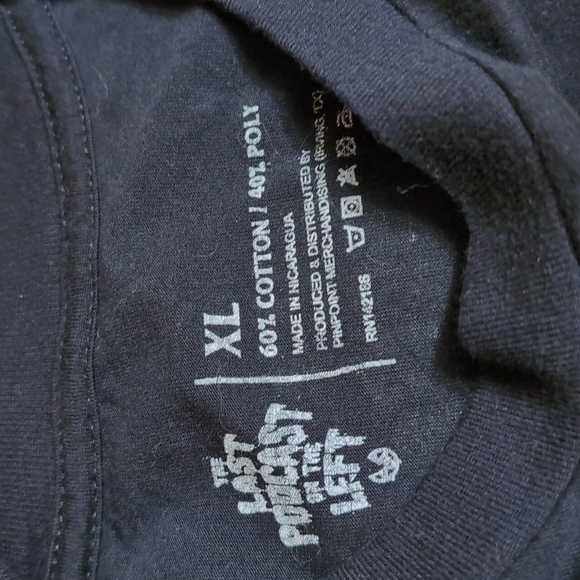 THE
LAST
PODCAST
ON THE
LEFT
XL
60% COTTON / 40% POLY
MADE IN NICARAGUA
PRODUCED & DISTRIBUTED BY
PINPOINT MERCHANDISING (IRVING, TX)
RN142186